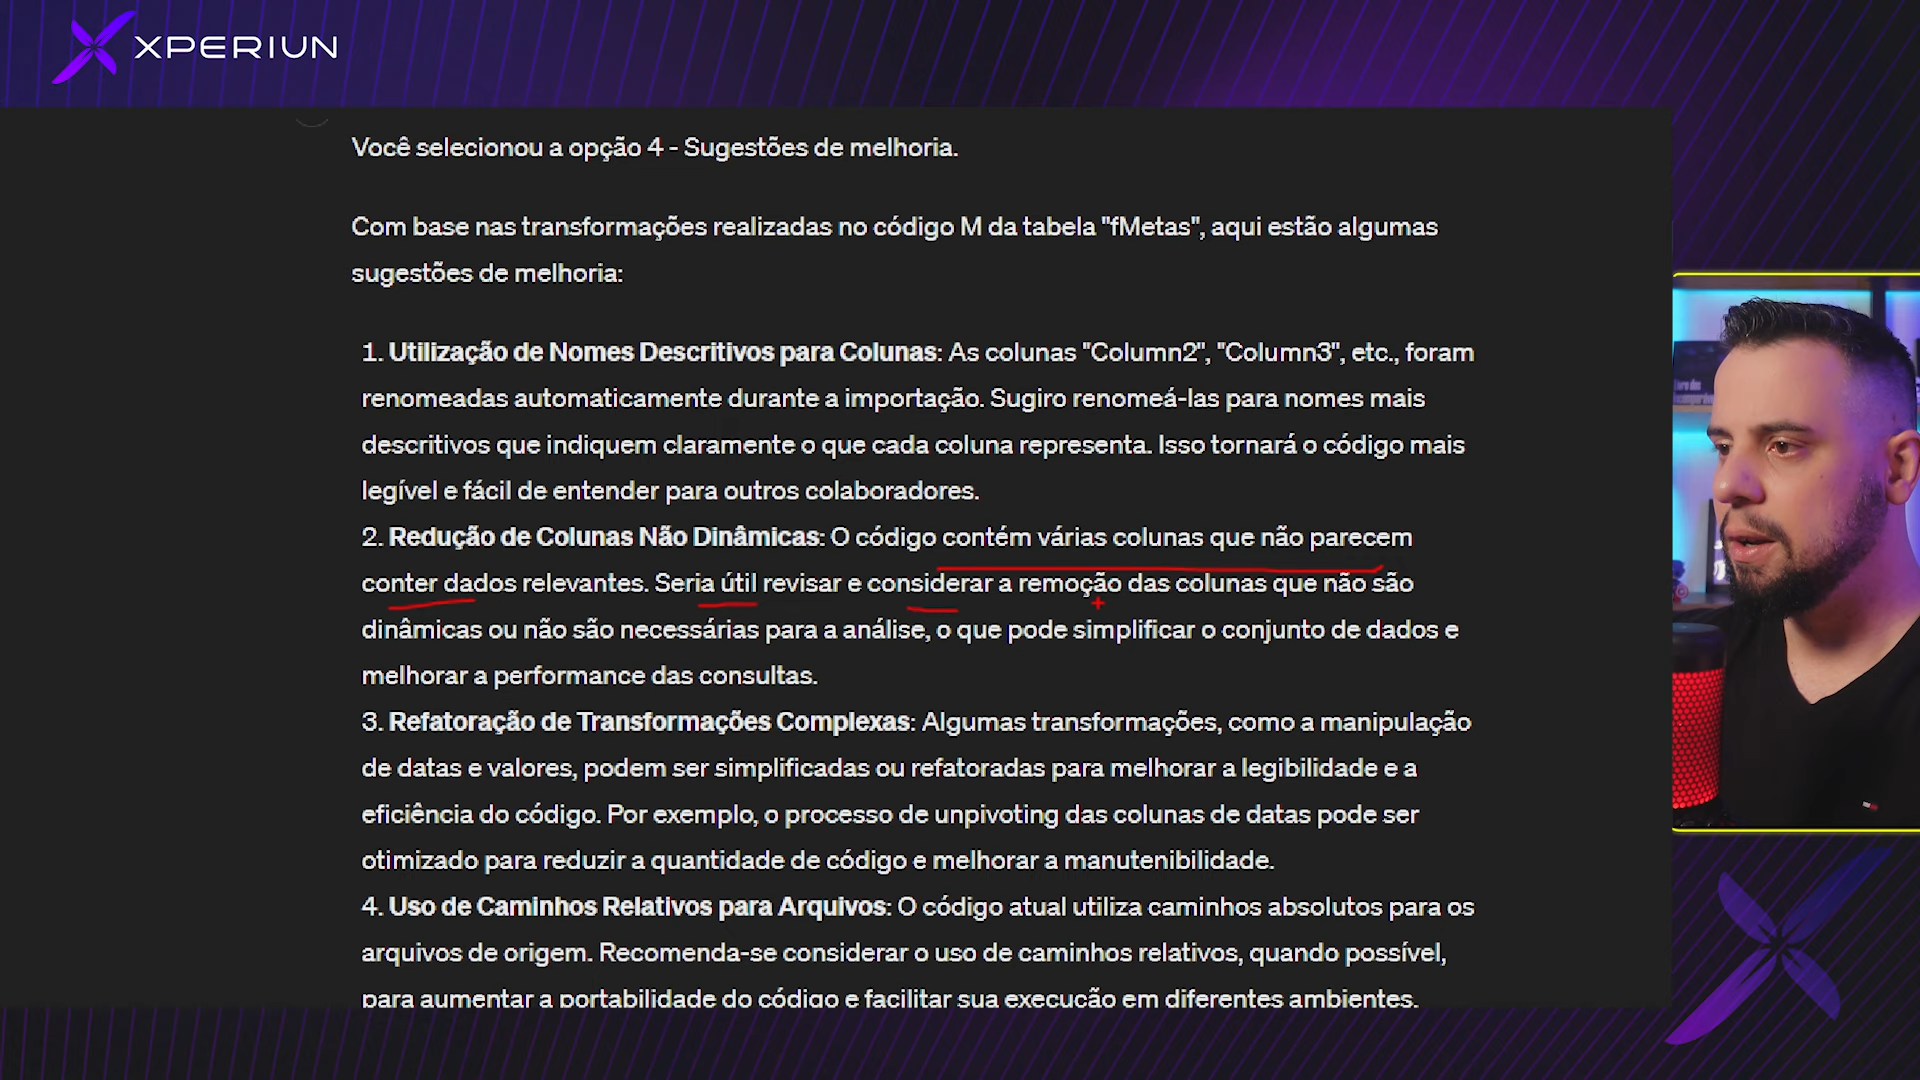 XPERIUN
Você selecionou a opção 4 - Sugestões de melhoria.
Com base nas transformações realizadas no código M da tabela "fMetas", aqui estão algumas
sugestões de melhoria:
1. Utilização de Nomes Descritivos para Colunas: As colunas "Column2", "Column3", etc., foram
renomeadas automaticamente durante a importação. Sugiro renomeá-las para nomes mais
descritivos que indiquem claramente o que cada coluna representa. Isso tornará o código mais
legível e fácil de entender para outros colaboradores.
2. Redução de Colunas Não Dinâmicas: O código contém várias colunas que não parecem
conter dados relevantes. Seria útil revisar e considerar a remoção das colunas que não são
dinâmicas ou não são necessárias para a análise, o que pode simplificar o conjunto de dados e
melhorar a performance das consultas.
3. Refatoração de Transformações Complexas: Algumas transformações, como a manipulação
de datas e valores, podem ser simplificadas ou refatoradas para melhorar a legibilidade e a
eficiência do código. Por exemplo, o processo de unpivoting das colunas de datas pode ser
otimizado para reduzir a quantidade de código e melhorar a manutenibilidade.
4. Uso de Caminhos Relativos para Arquivos: O código atual utiliza caminhos absolutos para os
arquivos de origem. Recomenda-se considerar o uso de caminhos relativos, quando possível,
para aumentar a portabilidade do código e facilitar sua execução em diferentes ambientes.